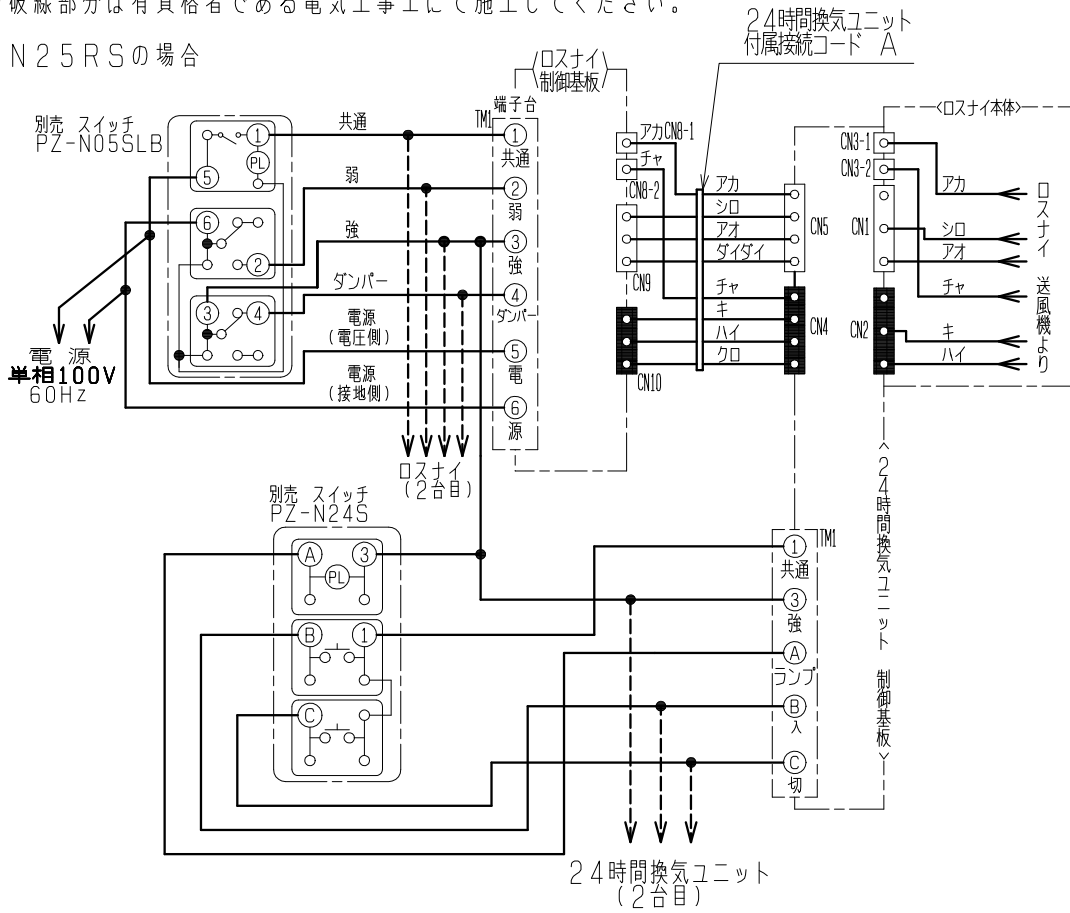 破線部分は有資格者である電気工事士にて施工してください。
N25RSの場合
24時間換気ユニット
付属接続コード A
別売 スイッチ
PZ-N05SLB
1
PL
5
6
2
3
4
共通
弱
強
ダンパー
電源
(電圧側)
電源
(接地側)
電 源
単相100V
60Hz
ロスナイ
(2台目)
〈ロスナイ
制御基板〉
端子台
TM1
1
共通
2
弱
3
強
4
ダンパー
5
電
6
源
アカ CN8-1
チャ
CN8-2
CN9
CN10
アカ
シロ
アオ
ダイダイ
チャ
キ
ハイ
クロ
CN5
CN4
〈ロスナイ本体〉
CN3-1
CN3-2
CN1
CN2
アカ
シロ
アオ
チャ
キ
ハイ
ロスナイ 送風機より
〈24時間換気ユニット 制御基板〉
別売 スイッチ
PZ-N24S
A
3
PL
B
1
C
TM1
1
共通
3
強
A
ランプ
B
入
C
切
24時間換気ユニット
(2台目)